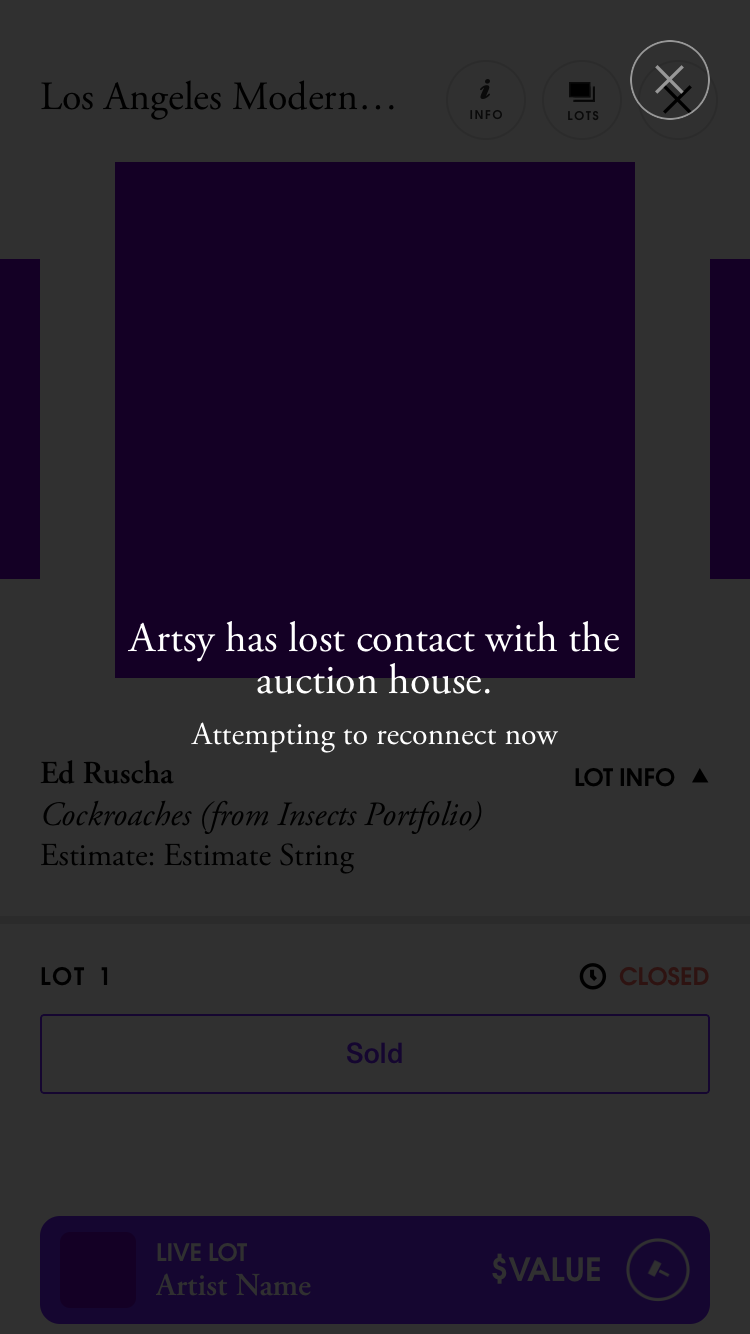 Los Angeles Modern…
INFO
LOTS
Artsy has lost contact with the
auction house.
Attempting to reconnect now
Ed Ruscha
LOT INFO ▲
Cockroaches (from Insects Portfolio)
Estimate: Estimate String
LOT 1
CLOSED
Sold
LIVE LOT
Artist Name
$VALUE